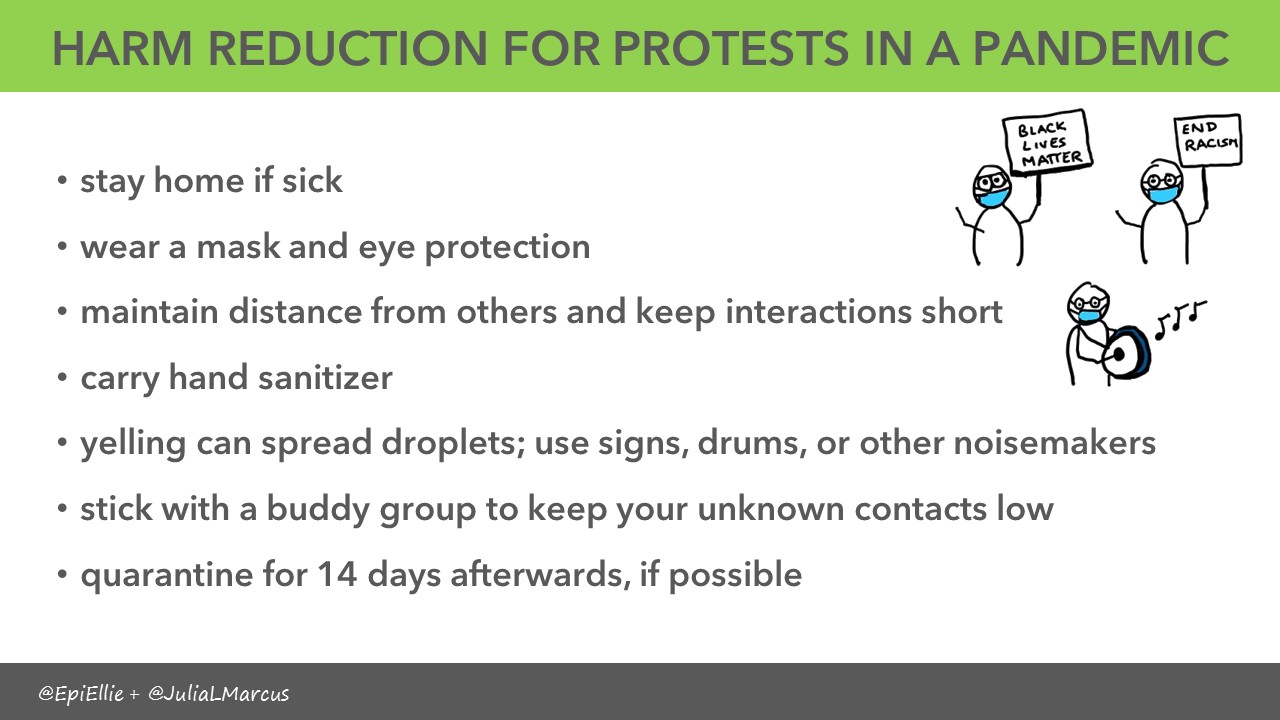 HARM REDUCTION FOR PROTESTS IN A PANDEMIC
BLACK
LIVES
MATTER
END
RACISM
• stay home if sick
• wear a mask and eye protection
• maintain distance from others and keep interactions short
• carry hand sanitizer
• yelling can spread droplets; use signs, drums, or other noisemakers
• stick with a buddy group to keep your unknown contacts low
• quarantine for 14 days afterwards, if possible
@EpiEllie + @JuliaLMarcus